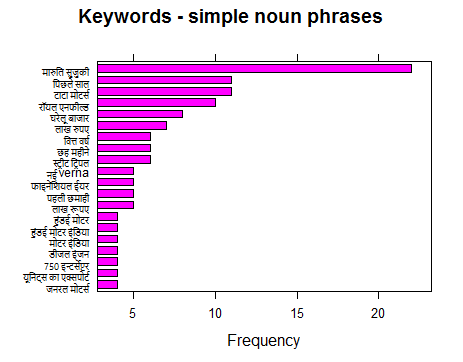 Keywords - simple noun phrases
मारुति सुजुकी
पिछले साल
टाटा मोटर्स
रॉयल एनफील्ड
घरेलू बाजार
लाख रुपए
वित्त वर्ष
छह महीने
स्ट्रीट ट्रिपल
नई verna
फाइनेंशियल ईयर
पहली छमाही
लाख रूपए
हुंडई मोटर
हुंडई मोटर इंडिया
मोटर इंडिया
डीजल इंजन
750 इन्टर्सेप्टर
यूनिट्स का एक्सपोर्ट
जनरल मोटर्स
5 10 15 20
Frequency